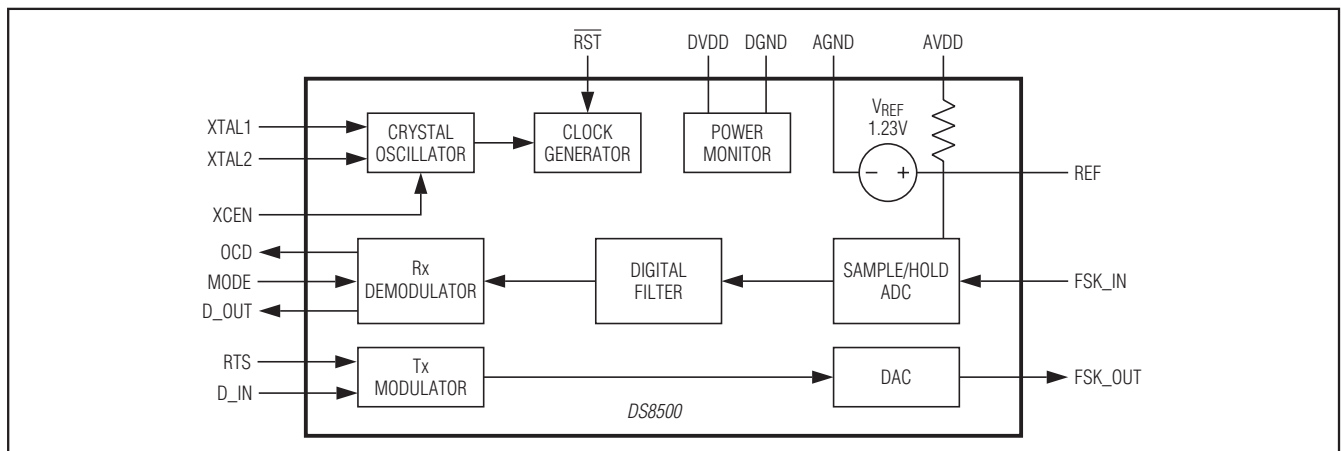 RST
DVDD
DGND
AGND
AVDD
XTAL1
XTAL2
XCEN
CRYSTAL
OSCILLATOR
CLOCK
GENERATOR
POWER
MONITOR
VREF
1.23V
- +
REF
OCD
MODE
D_OUT
Rx
DEMODULATOR
DIGITAL
FILTER
SAMPLE/HOLD
ADC
FSK_IN
RTS
D_IN
Tx
MODULATOR
DAC
FSK_OUT
DS8500